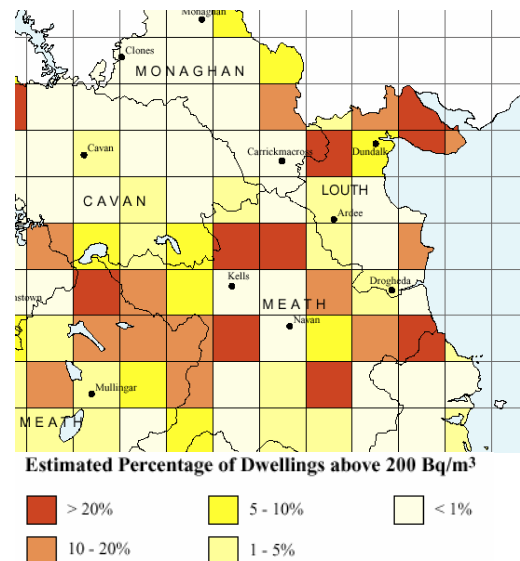 Monaghan
Clones
MONAGHAN
Cavan
Carrickmacross
Dundalk
CAVAN
LOUTH
Ardee
Kells
Drogheda
nstown
MEATH
Navan
Mullingar
MEATH
Estimated Percentage of Dwellings above 200 Bq/m³
> 20%
5 - 10%
< 1%
10 - 20%
1 - 5%